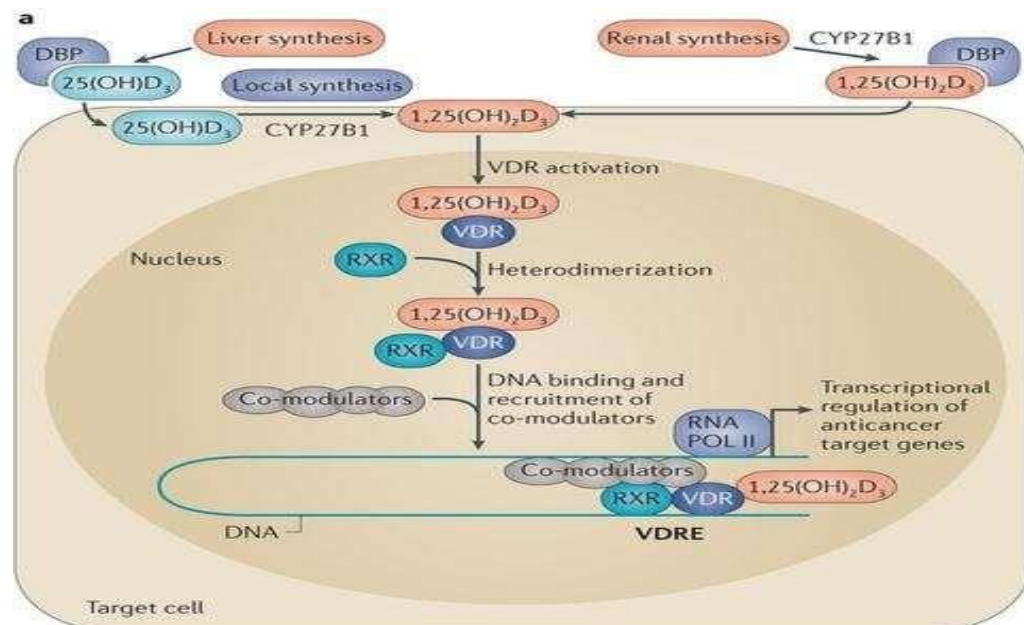 a
Liver synthesis
Renal synthesis
CYP27B1
DBP
DBP
25(OH)D₃
Local synthesis
1,25(OH)₂D₃
25(OH)D₃
CYP27B1
1,25(OH)₂D₃
VDR activation
1,25(OH)₂D₃
VDR
Nucleus
RXR
Heterodimerization
1,25(OH)₂D₃
RXR
VDR
Co-modulators
DNA binding and
recruitment of
co-modulators
Transcriptional
regulation of
anticancer
target genes
RNA
POL II
Co-modulators
RXR
VDR
1,25(OH)₂D₃
DNA
VDRE
Target cell